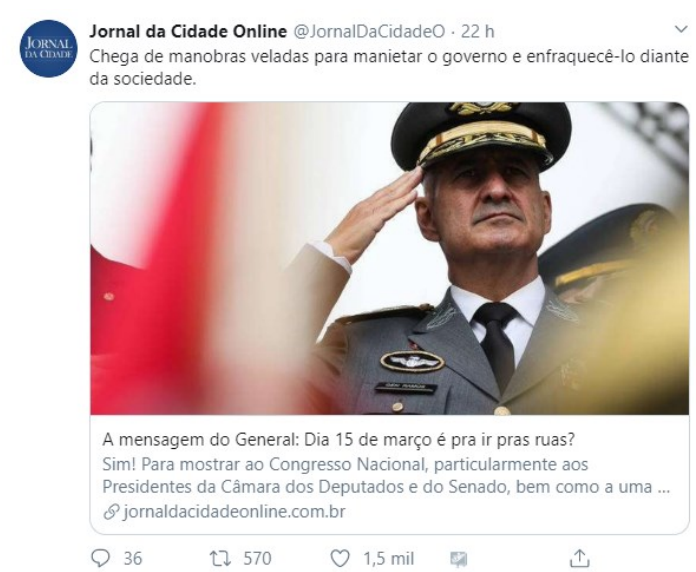 JORNAL
DA CIDADE
Jornal da Cidade Online @JornalDaCidadeO · 22 h
Chega de manobras veladas para manietar o governo e enfraquecê-lo diante
da sociedade.
A mensagem do General: Dia 15 de março é pra ir pras ruas?
Sim! Para mostrar ao Congresso Nacional, particularmente aos
Presidentes da Câmara dos Deputados e do Senado, bem como a uma ...
jornaldacidadeonline.com.br
36 570 1,5 mil